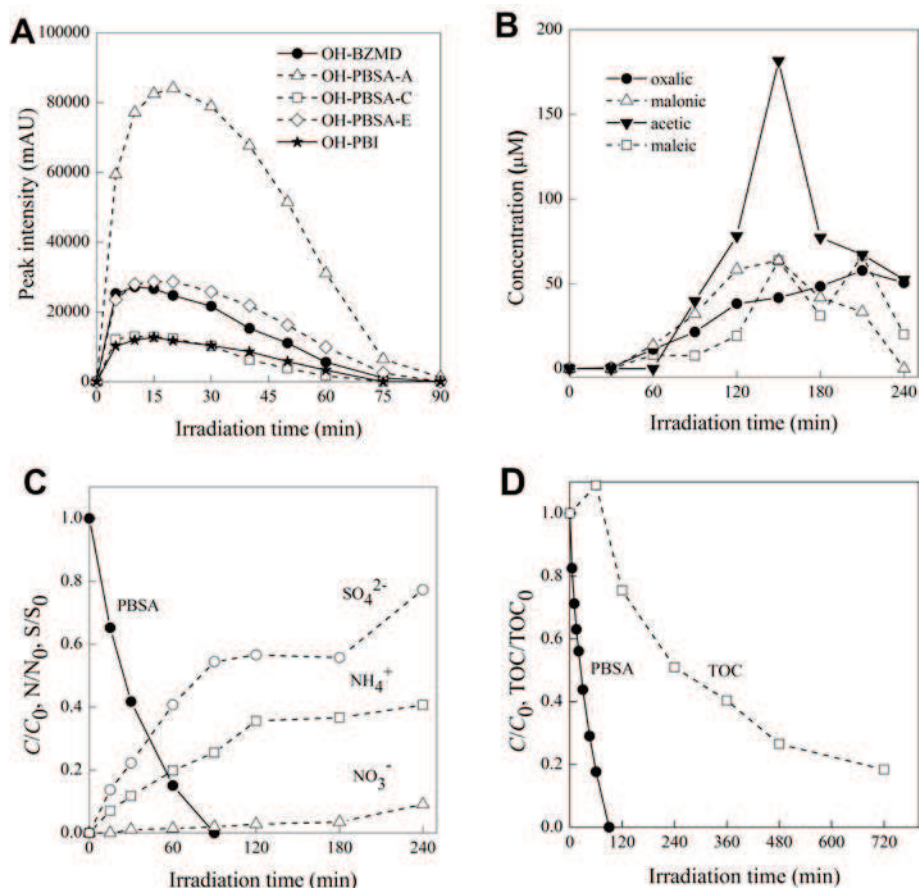 A
100000
80000
60000
40000
20000
0
Peak intensity (mAU)
OH-BZMD
OH-PBSA-A
OH-PBSA-C
OH-PBSA-E
OH-PBI
0 15 30 45 60 75 90
Irradiation time (min)
B
200
150
100
50
0
Concentration (µM)
oxalic
malonic
acetic
maleic
0 60 120 180 240
Irradiation time (min)
C
1.0
0.8
0.6
0.4
0.2
0.0
C/C₀, N/N₀, S/S₀
PBSA
SO₄²⁻
NH₄⁺
NO₃⁻
0 60 120 180 240
Irradiation time (min)
D
1.0
0.8
0.6
0.4
0.2
0.0
C/C₀, TOC/TOC₀
PBSA
TOC
0 120 240 360 480 600 720
Irradiation time (min)